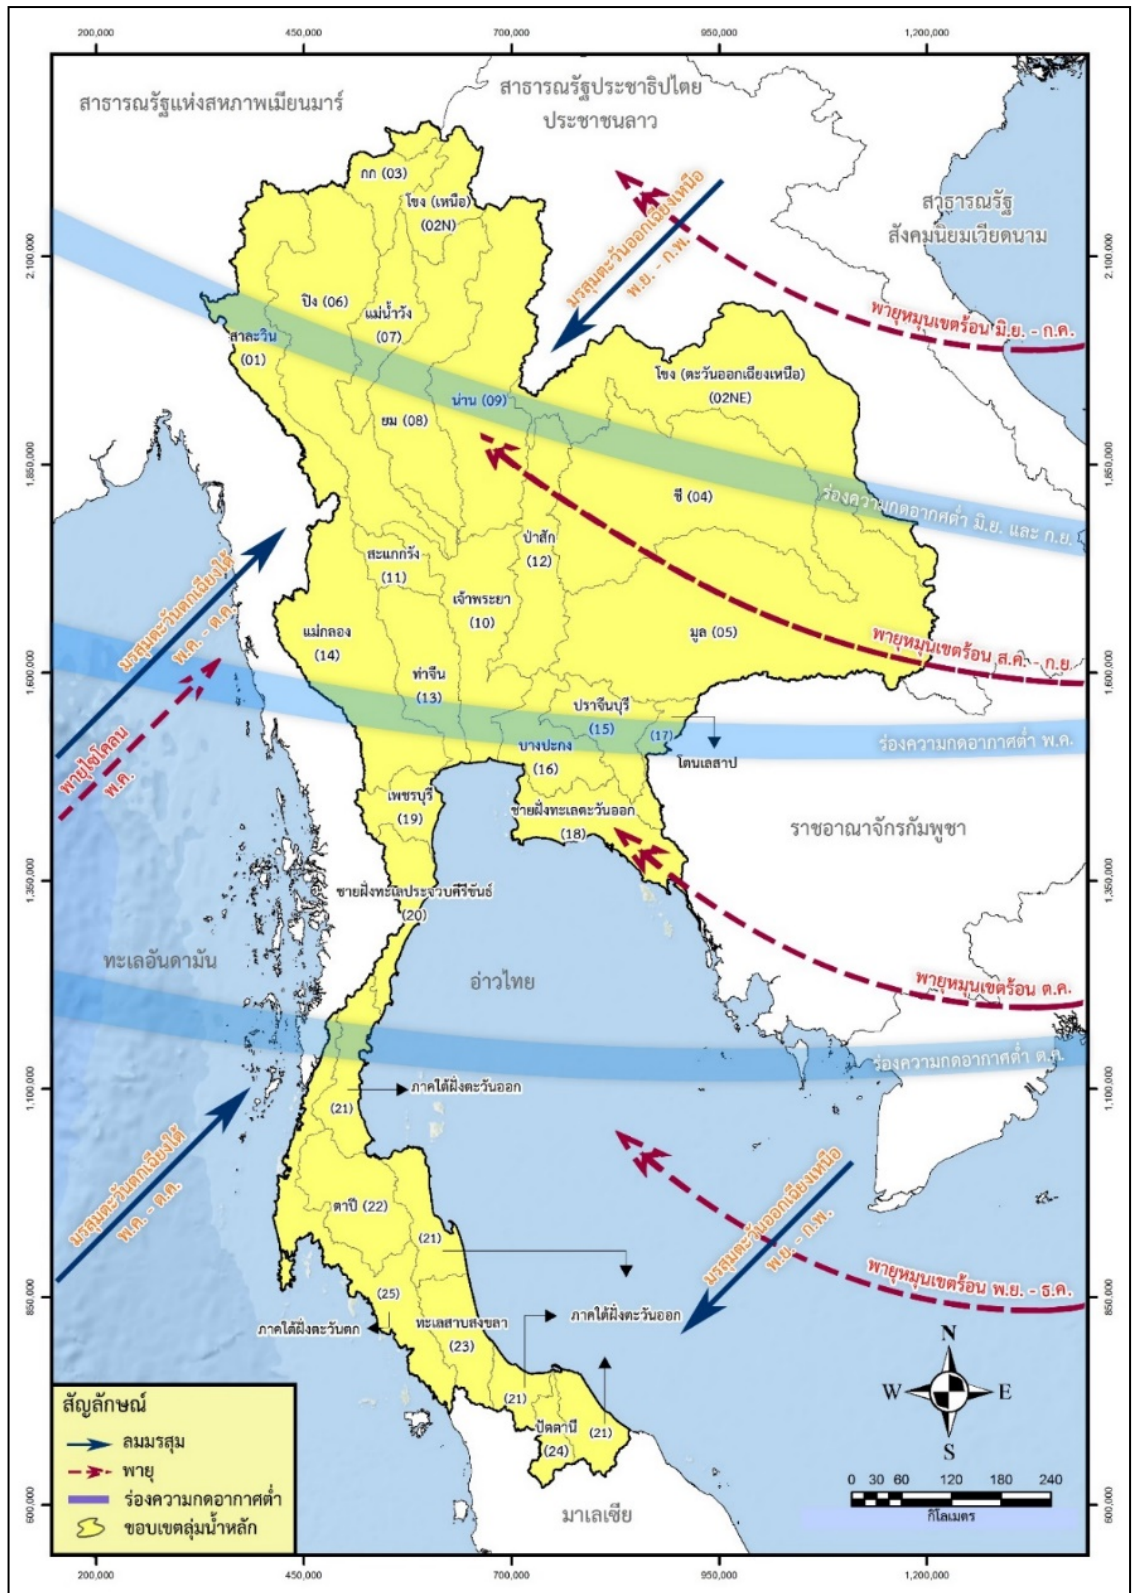 200,000 450,000 700,000 950,000 1,200,000
สาธารณรัฐแห่งสหภาพเมียนมาร์
สาธารณรัฐประชาธิปไตย
ประชาชนลาว
สาธารณรัฐ
สังคมนิยมเวียดนาม
กก (03)
โขง (เหนือ)
(02N)
มรสุมตะวันออกเฉียงเหนือ
พ.ย. - ก.พ.
พายุหมุนเขตร้อน มิ.ย. - ก.ค.
2,100,000
2,100,000
ปิง (06)
แม่น้ำวัง
(07)
สาละวิน
(01)
โขง (ตะวันออกเฉียงเหนือ)
(02NE)
น่าน (09)
ยม (08)
1,850,000
1,850,000
ชี (04)
ร่องความกดอากาศต่ำ มิ.ย. และ ก.ย.
ป่าสัก
(12)
สะแกกรัง
(11)
เจ้าพระยา
(10)
มรสุมตะวันตกเฉียงใต้
พ.ค. - ต.ค.
แม่กลอง
(14)
มูล (05)
พายุหมุนเขตร้อน ส.ค. - ก.ย.
1,600,000
1,600,000
ท่าจีน
(13)
ปราจีนบุรี
(15)
(17)
บางปะกง
(16)
ร่องความกดอากาศต่ำ พ.ค.
โตนเลสาป
พายุไซโคลน
พ.ค.
เพชรบุรี
(19)
ชายฝั่งทะเลตะวันออก
(18)
ราชอาณาจักรกัมพูชา
1,350,000
1,350,000
ชายฝั่งทะเลประจวบคีรีขันธ์
(20)
ทะเลอันดามัน
อ่าวไทย
พายุหมุนเขตร้อน ต.ค.
ร่องความกดอากาศต่ำ ต.ค.
1,100,000
1,100,000
ภาคใต้ฝั่งตะวันออก
(21)
มรสุมตะวันตกเฉียงใต้
พ.ค. - ต.ค.
มรสุมตะวันออกเฉียงเหนือ
พ.ย. - ก.พ.
ตาปี (22)
(21)
พายุหมุนเขตร้อน พ.ย. - ธ.ค.
850,000
850,000
(25)
ภาคใต้ฝั่งตะวันตก
ทะเลสาบสงขลา
(23)
ภาคใต้ฝั่งตะวันออก
N
W E
S
(21)
ปัตตานี
(24)
(21)
สัญลักษณ์
ลมมรสุม
พายุ
ร่องความกดอากาศต่ำ
ขอบเขตลุ่มน้ำหลัก
มาเลเซีย
0 30 60 120 180 240
กิโลเมตร
600,000
600,000
200,000 450,000 700,000 950,000 1,200,000